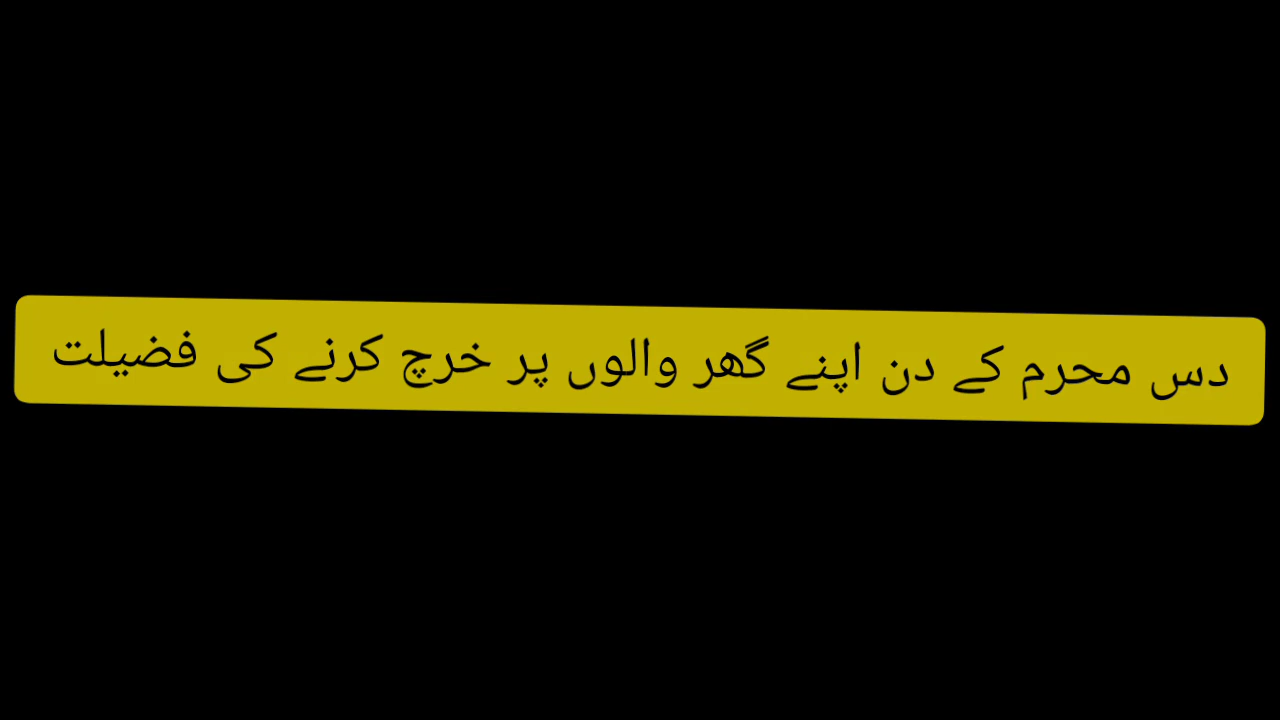 دس محرم کے دن اپنے گھر والوں پر خرچ کرنے کی فضیلت